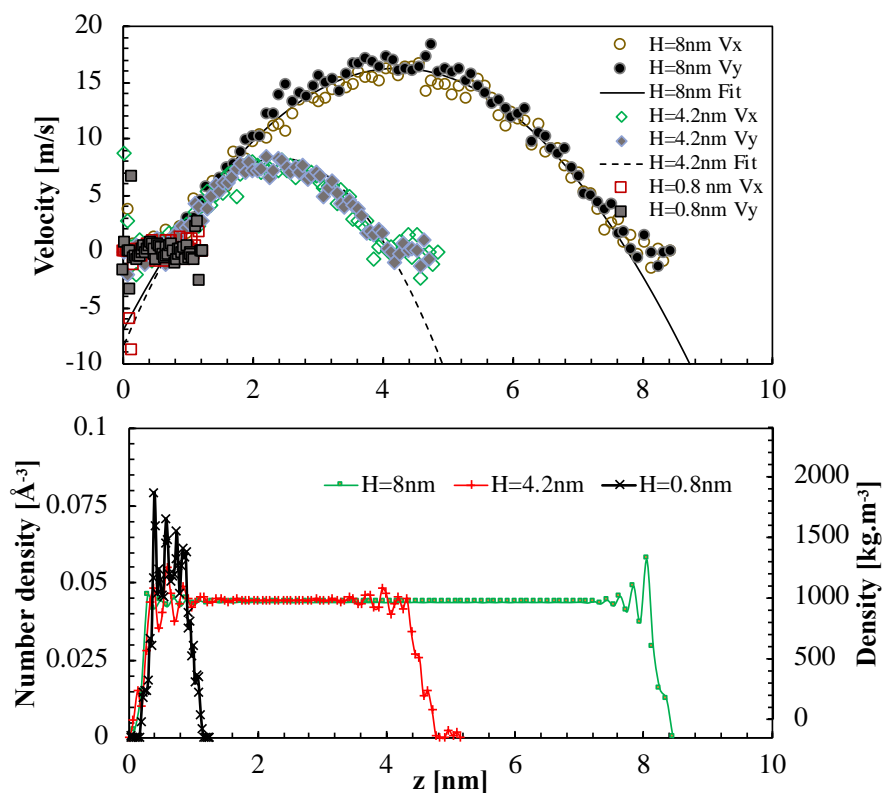 20
15
10
5
0
-5
-10
Velocity [m/s]
0
2
4
6
8
10
H=8nm Vx
H=8nm Vy
H=8nm Fit
H=4.2nm Vx
H=4.2nm Vy
H=4.2nm Fit
H=0.8 nm Vx
H=0.8nm Vy
0.1
0.075
0.05
0.025
0
Number density [Å⁻³]
H=8nm
H=4.2nm
H=0.8nm
2000
1500
1000
500
0
Density [kg.m⁻³]
0
2
4
6
8
10
z [nm]